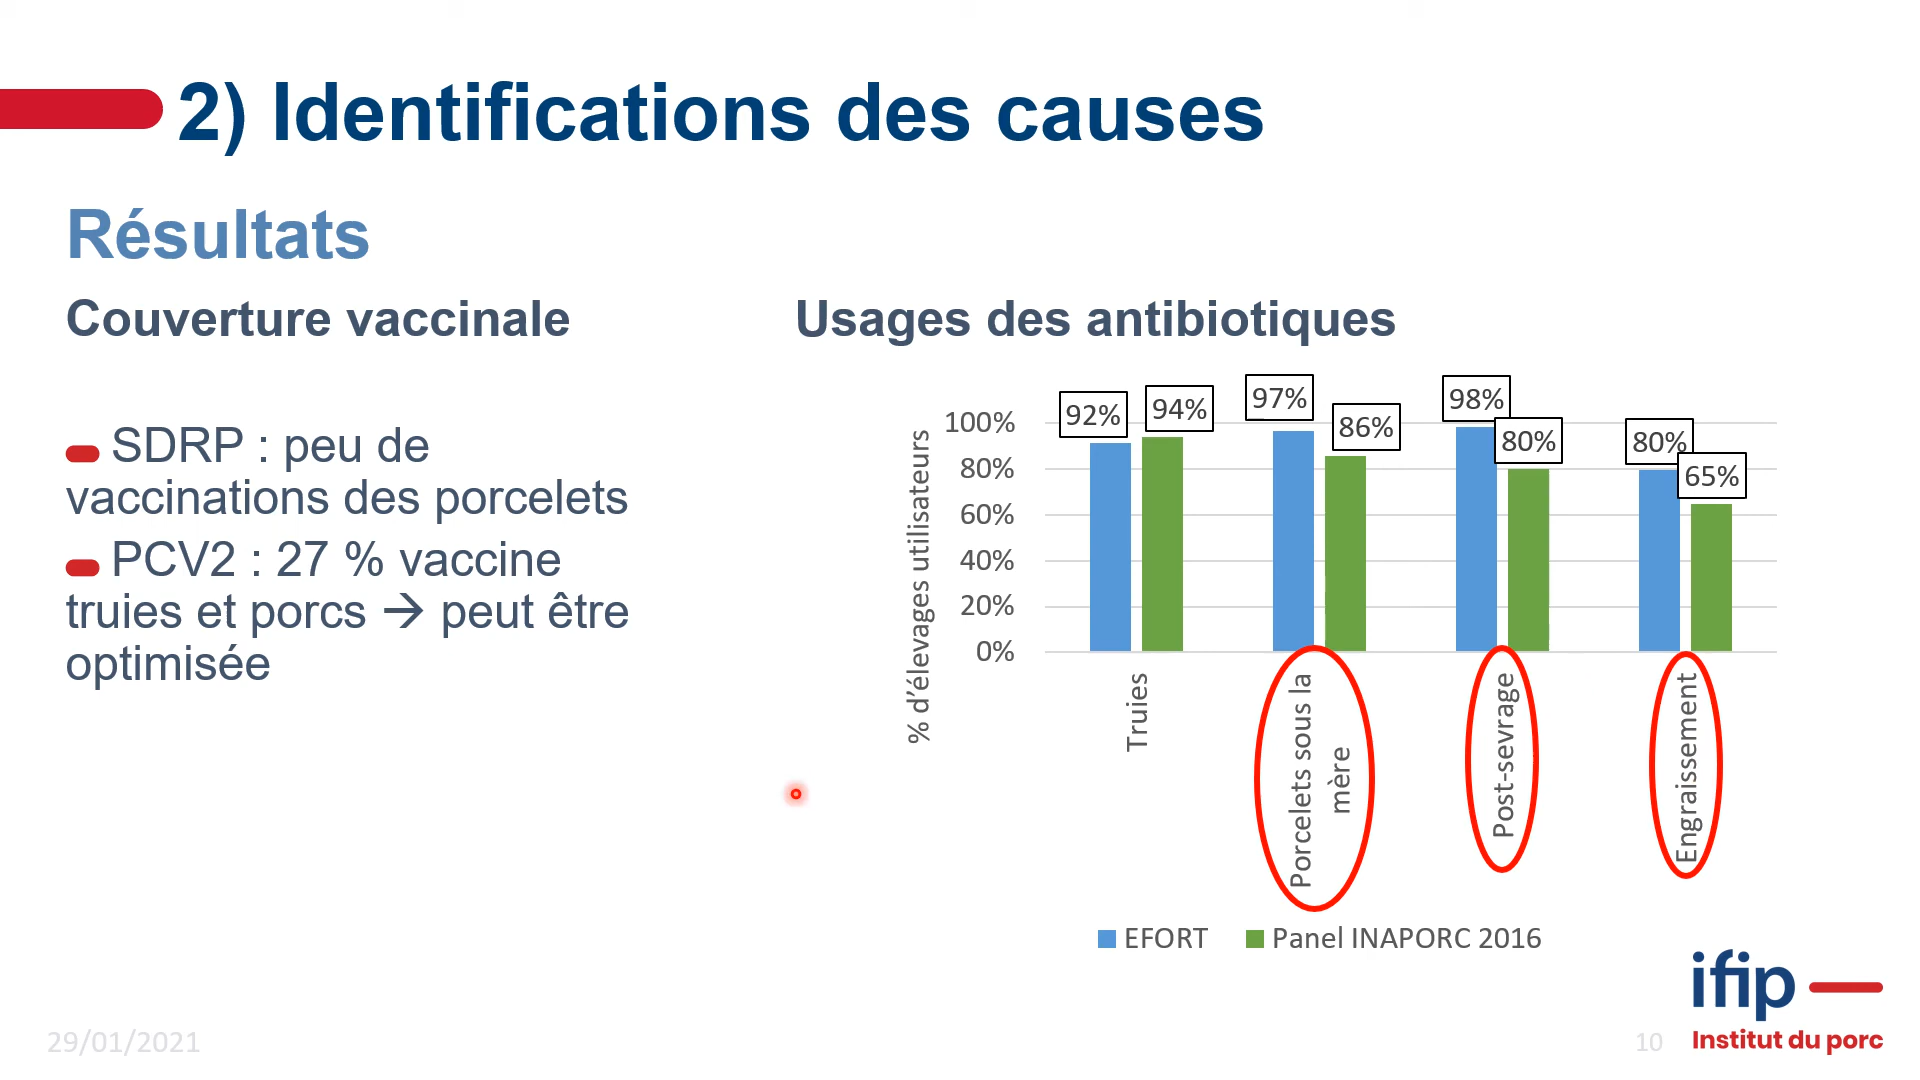 2) Identifications des causes
Résultats
Couverture vaccinale
SDRP : peu de
vaccinations des porcelets
PCV2 : 27 % vaccine
truies et porcs → peut être
optimisée
Usages des antibiotiques
% d'élevages utilisateurs
100%
80%
60%
40%
20%
0%
92%
94%
97%
86%
98%
80%
80%
65%
Truies
Porcelets sous la
mère
Post-sevrage
Engraissement
EFORT
Panel INAPORC 2016
29/01/2021
10
ifip
Institut du porc